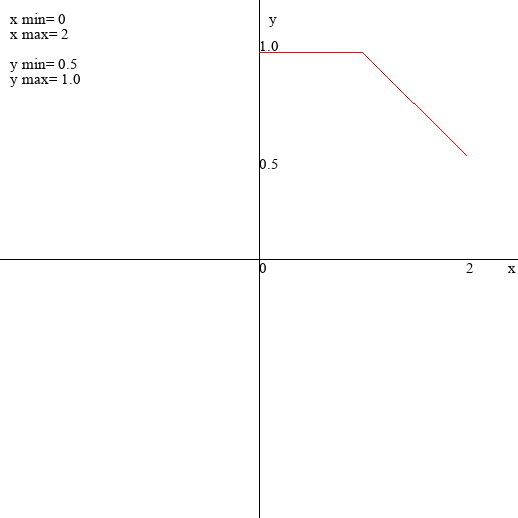 x min= 0
x max= 2
y min= 0.5
y max= 1.0
y
1.0
0.5
0
2
x